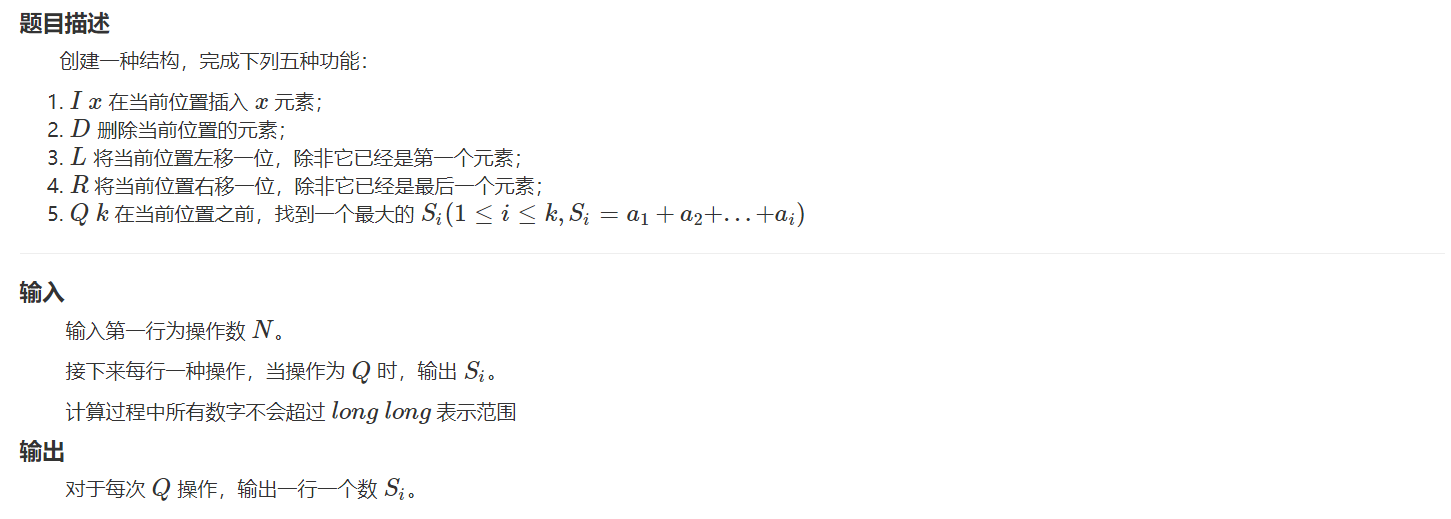 题目描述
创建一种结构，完成下列五种功能：
1. I x 在当前位置插入 x 元素；
2. D 删除当前位置的元素；
3. L 将当前位置左移一位，除非它已经是第一个元素；
4. R 将当前位置右移一位，除非它已经是最后一个元素；
5. Q k 在当前位置之前，找到一个最大的 S_i(1 ≤ i ≤ k, S_i = a_1 + a_2+...+a_i)
输入
输入第一行为操作数 N。
接下来每行一种操作，当操作为 Q 时，输出 S_i。
计算过程中所有数字不会超过 long long 表示范围
输出
对于每次 Q 操作，输出一行一个数 S_i。